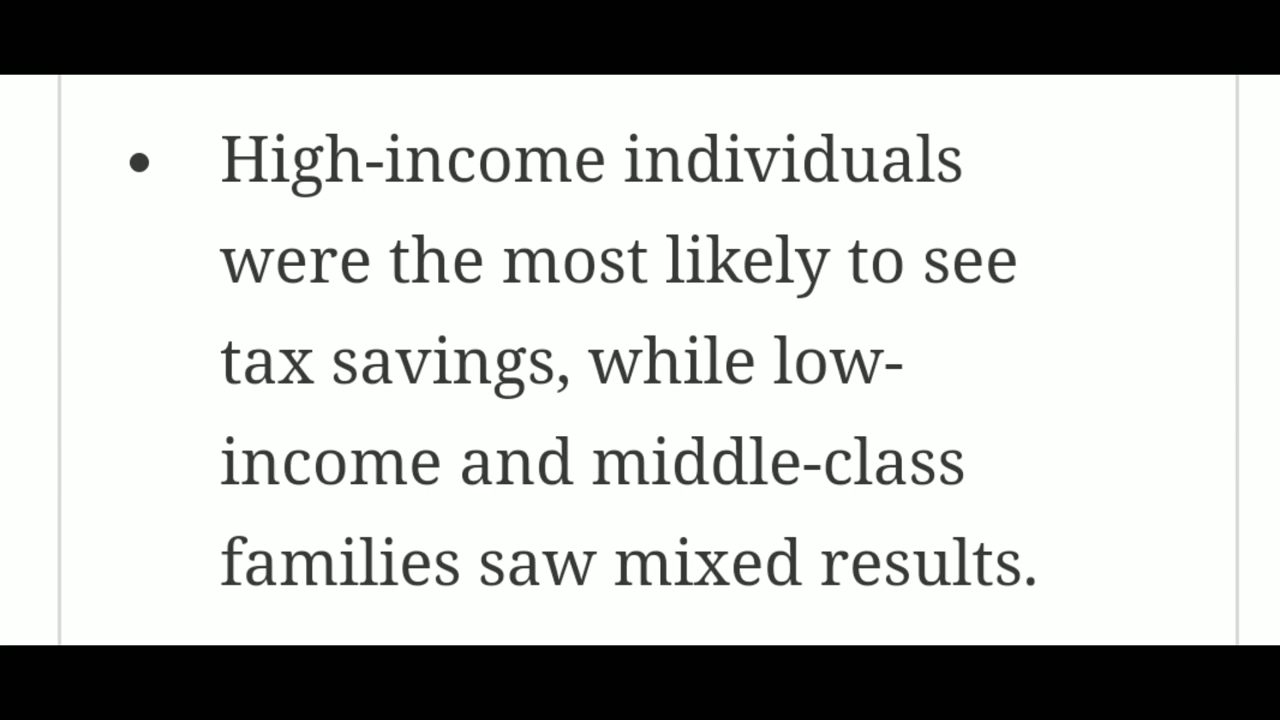 • High-income individuals
were the most likely to see
tax savings, while low-
income and middle-class
families saw mixed results.